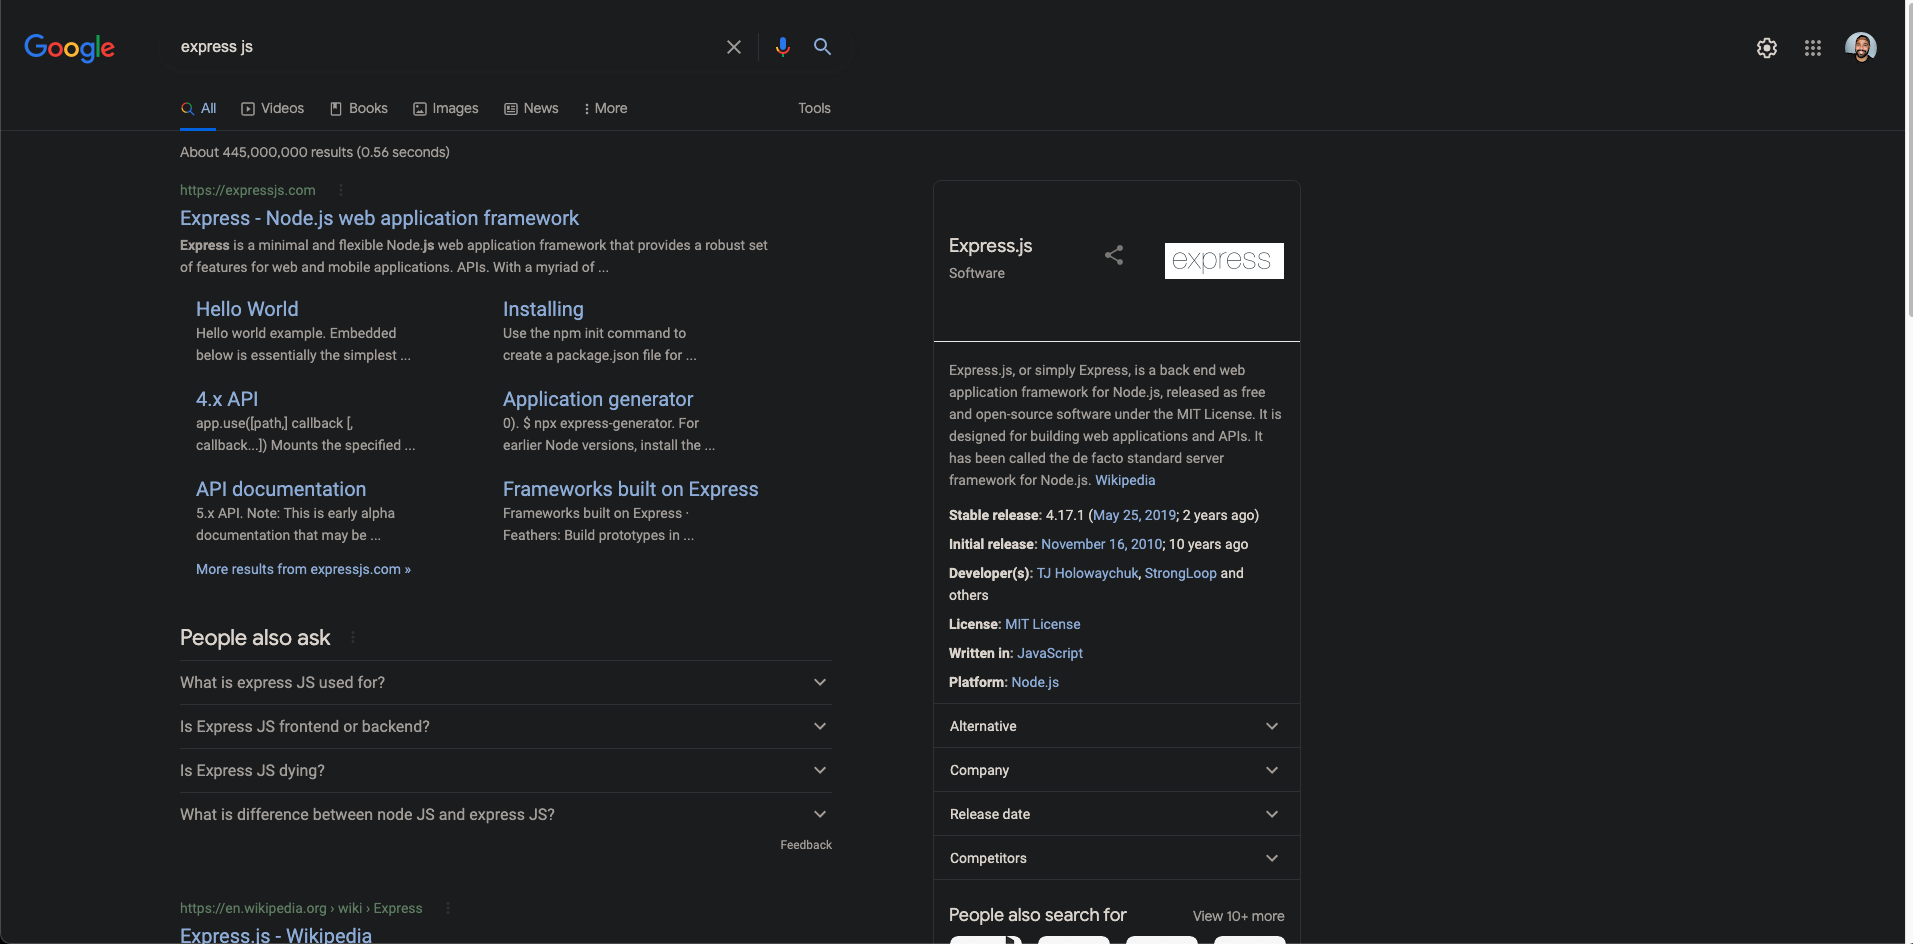 Google
express js
All
Videos
Books
Images
News
More
Tools
About 445,000,000 results (0.56 seconds)
https://expressjs.com
Express - Node.js web application framework
Express is a minimal and flexible Node.js web application framework that provides a robust set
of features for web and mobile applications. APIs. With a myriad of ...
Hello World
Hello world example. Embedded
below is essentially the simplest ...
Installing
Use the npm init command to
create a package.json file for ...
4.x API
app.use([path,] callback [,
callback...]) Mounts the specified ...
Application generator
0). $ npx express-generator. For
earlier Node versions, install the ...
API documentation
5.x API. Note: This is early alpha
documentation that may be ...
Frameworks built on Express
Frameworks built on Express ·
Feathers: Build prototypes in ...
More results from expressjs.com »
People also ask
What is express JS used for?
Is Express JS frontend or backend?
Is Express JS dying?
What is difference between node JS and express JS?
Feedback
https://en.wikipedia.org › wiki › Express
Express.js - Wikipedia
Express.js
Software
express
Express.js, or simply Express, is a back end web
application framework for Node.js, released as free
and open-source software under the MIT License. It is
designed for building web applications and APIs. It
has been called the de facto standard server
framework for Node.js. Wikipedia
Stable release: 4.17.1 (May 25, 2019; 2 years ago)
Initial release: November 16, 2010; 10 years ago
Developer(s): TJ Holowaychuk, StrongLoop and
others
License: MIT License
Written in: JavaScript
Platform: Node.js
Alternative
Company
Release date
Competitors
People also search for
View 10+ more